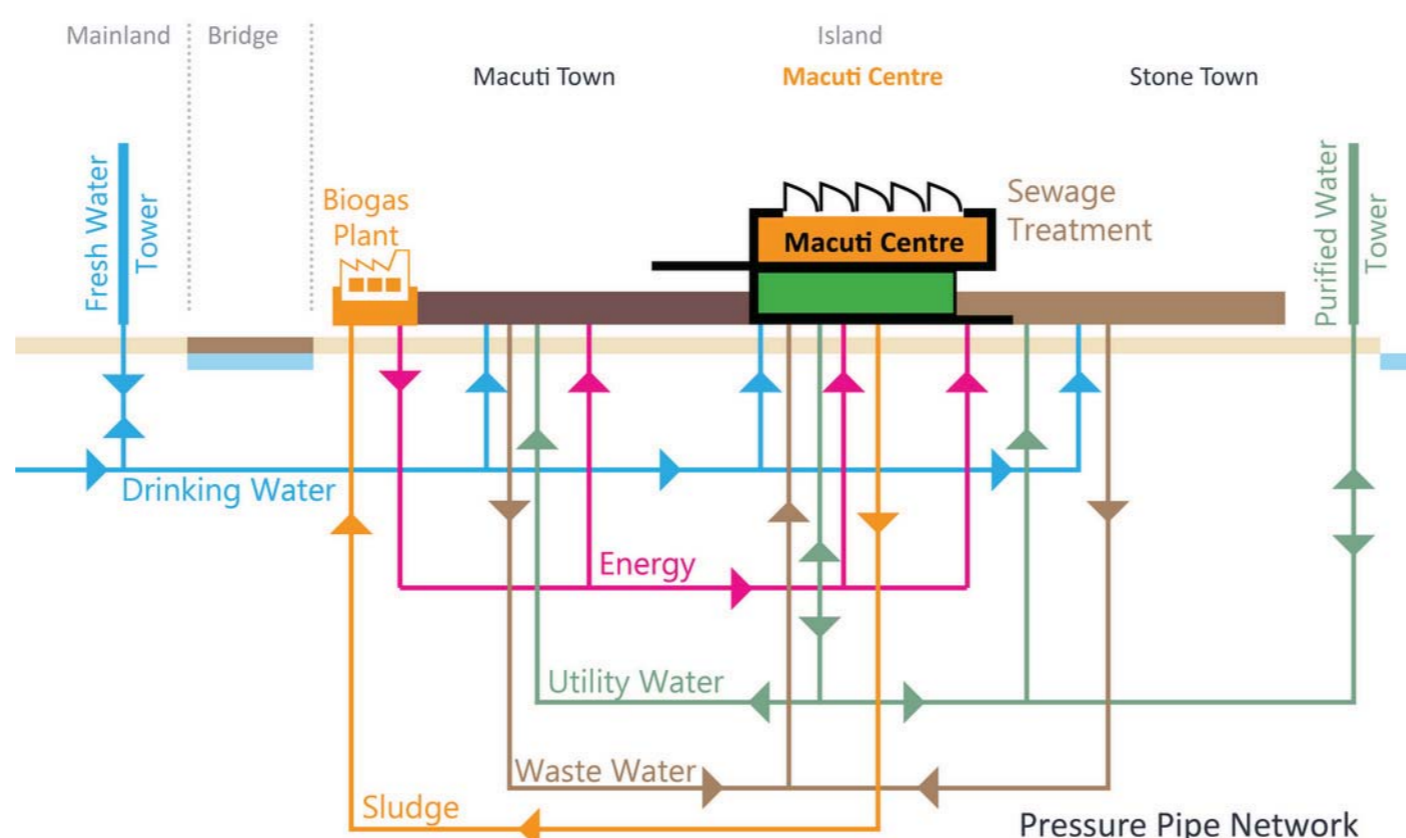 Mainland
Bridge
Island
Macuti Town
Macuti Centre
Stone Town
Fresh Water
Tower
Biogas
Plant
Macuti Centre
Sewage
Treatment
Purified Water
Tower
Drinking Water
Energy
Utility Water
Waste Water
Sludge
Pressure Pipe Network